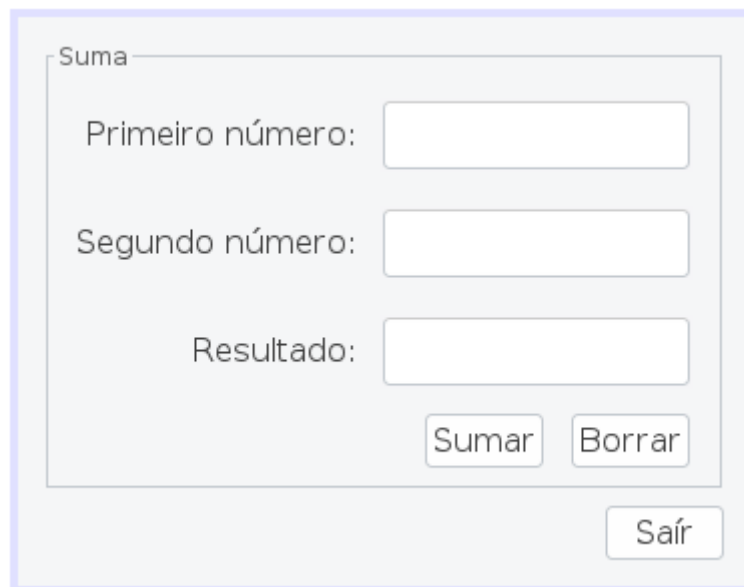 Suma
Primeiro número:
Segundo número:
Resultado:
Sumar Borrar
Saír